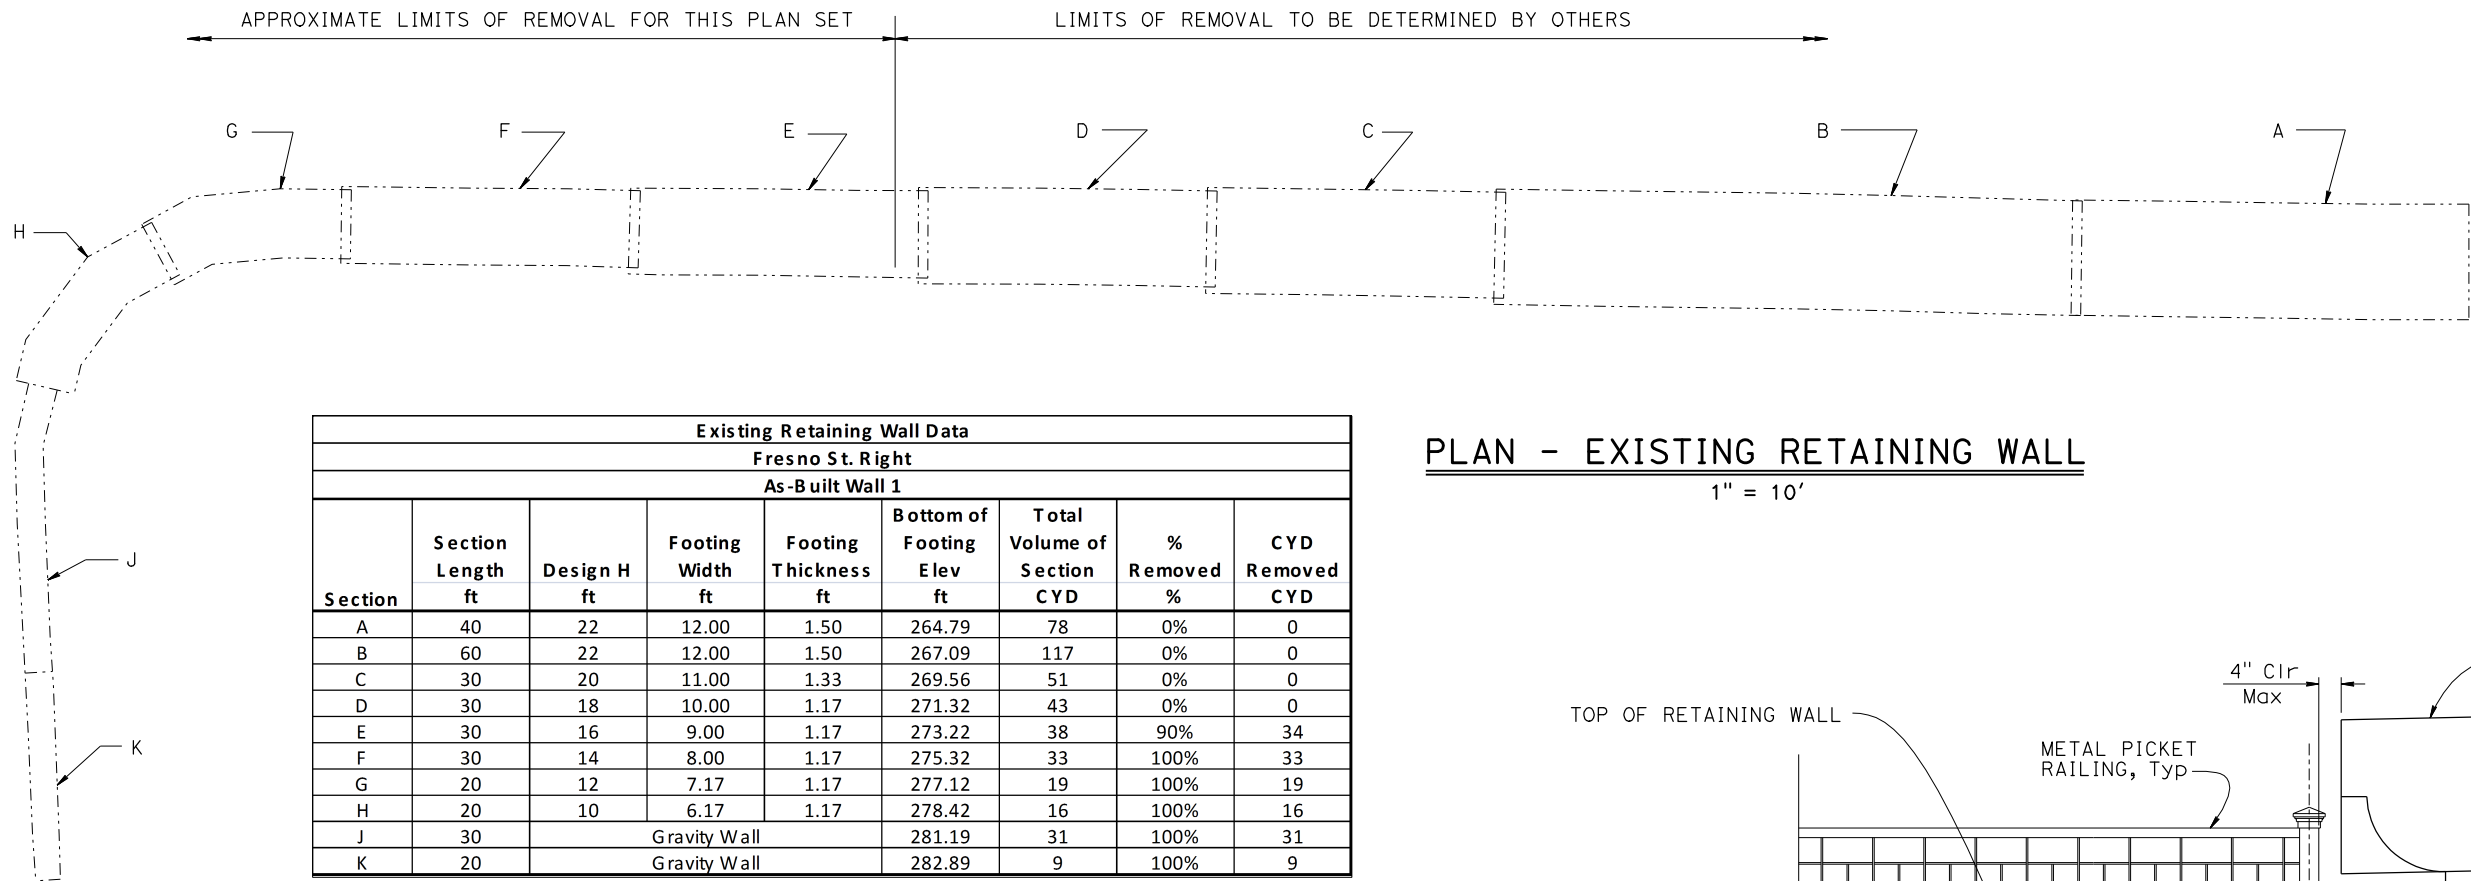 APPROXIMATE LIMITS OF REMOVAL FOR THIS PLAN SET
LIMITS OF REMOVAL TO BE DETERMINED BY OTHERS
G F E D C B A
H
J
K
Existing Retaining Wall Data
Fresno St. Right
As-Built Wall 1
Section Section Length ft Design H ft Footing Width ft Footing Thickness ft Bottom of Footing Elev ft Total Volume of Section CYD % Removed % CYD Removed CYD
A 40 22 12.00 1.50 264.79 78 0% 0
B 60 22 12.00 1.50 267.09 117 0% 0
C 30 20 11.00 1.33 269.56 51 0% 0
D 30 18 10.00 1.17 271.32 43 0% 0
E 30 16 9.00 1.17 273.22 38 90% 34
F 30 14 8.00 1.17 275.32 33 100% 33
G 20 12 7.17 1.17 277.12 19 100% 19
H 20 10 6.17 1.17 278.42 16 100% 16
J 30 Gravity Wall 281.19 31 100% 31
K 20 Gravity Wall 282.89 9 100% 9
PLAN - EXISTING RETAINING WALL
1" = 10'
4" Clr
Max
TOP OF RETAINING WALL
METAL PICKET
RAILING, Typ